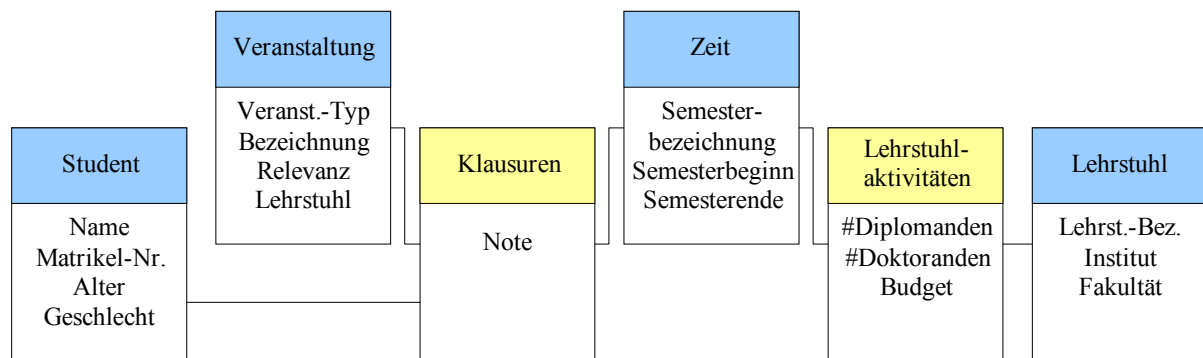 Veranstaltung
Veranst.-Typ
Bezeichnung
Relevanz
Lehrstuhl
Zeit
Semester-
bezeichnung
Semesterbeginn
Semesterende
Student
Name
Matrikel-Nr.
Alter
Geschlecht
Klausuren
Note
Lehrstuhl-
aktivitäten
#Diplomanden
#Doktoranden
Budget
Lehrstuhl
Lehrst.-Bez.
Institut
Fakultät